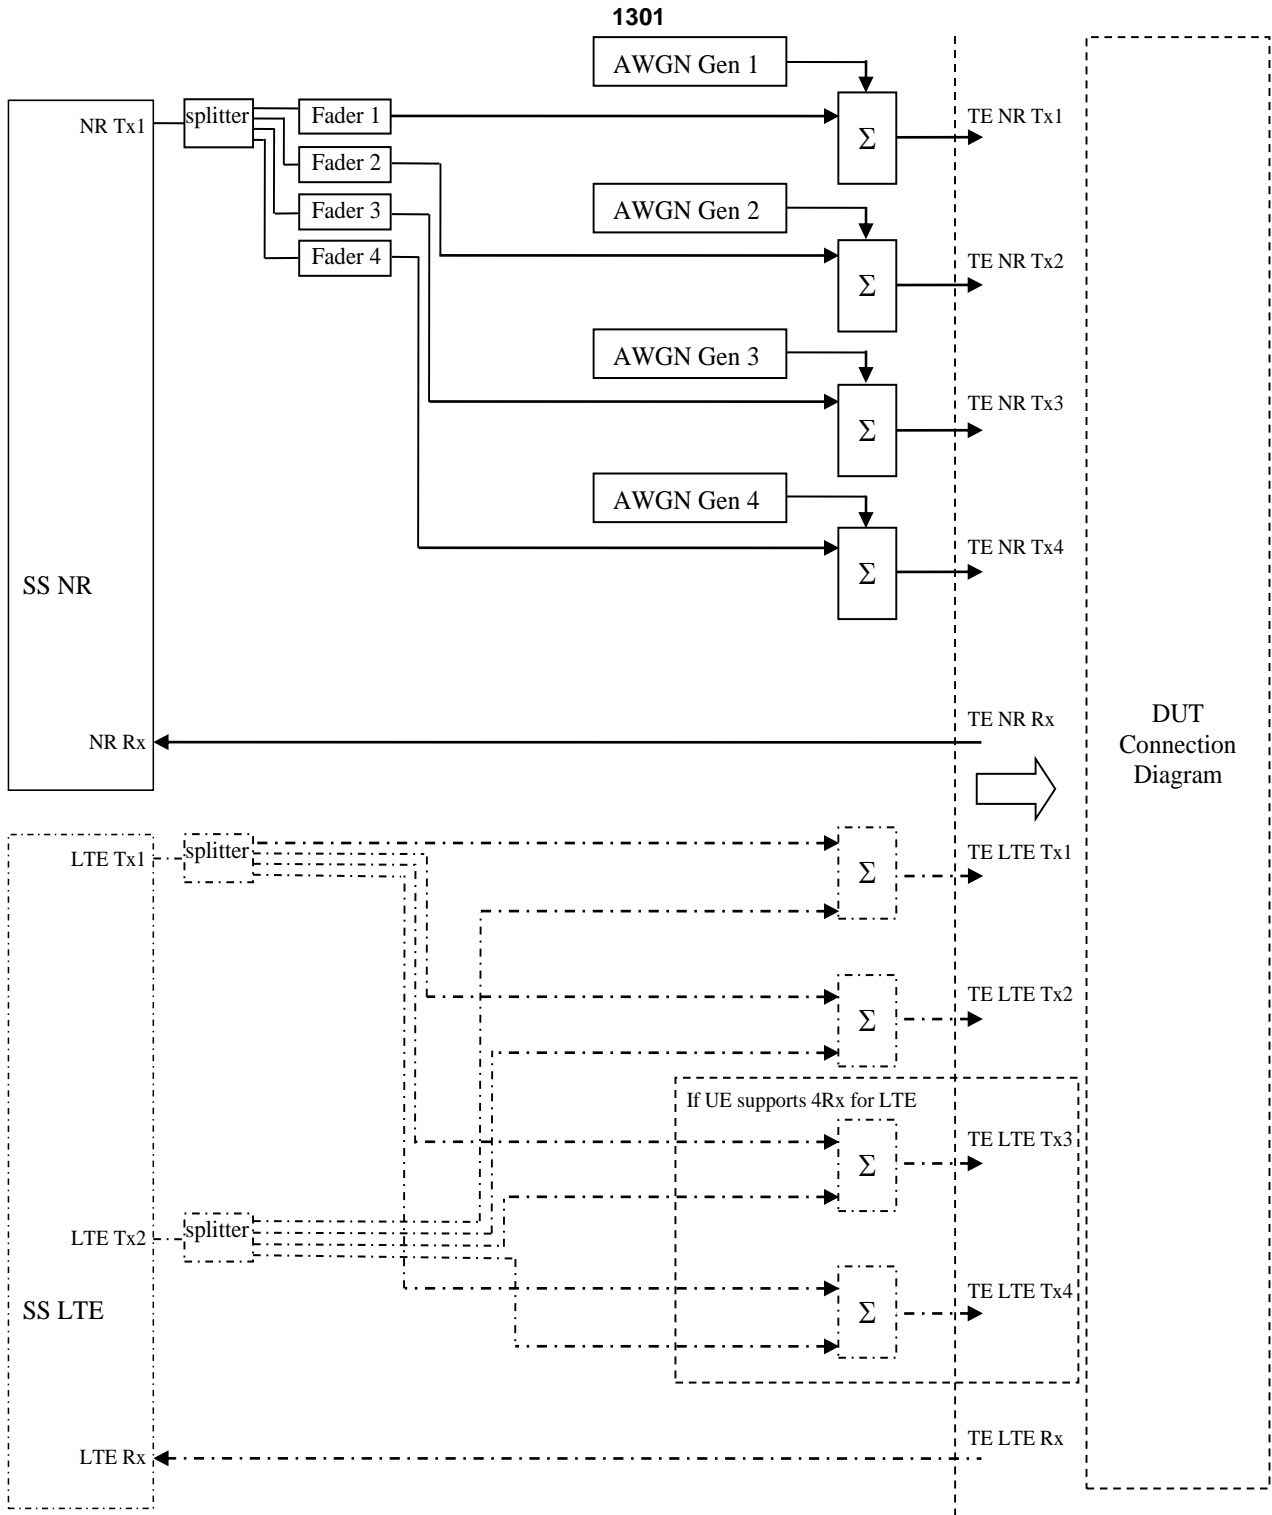 1301
AWGN Gen 1
NR Tx1
splitter
Fader 1
Σ
TE NR Tx1
Fader 2
Fader 3
Fader 4
AWGN Gen 2
Σ
TE NR Tx2
AWGN Gen 3
Σ
TE NR Tx3
AWGN Gen 4
Σ
TE NR Tx4
SS NR
NR Rx
TE NR Rx
DUT
Connection
Diagram
LTE Tx1
splitter
Σ
TE LTE Tx1
Σ
TE LTE Tx2
If UE supports 4Rx for LTE
Σ
TE LTE Tx3
LTE Tx2
splitter
Σ
TE LTE Tx4
SS LTE
LTE Rx
TE LTE Rx